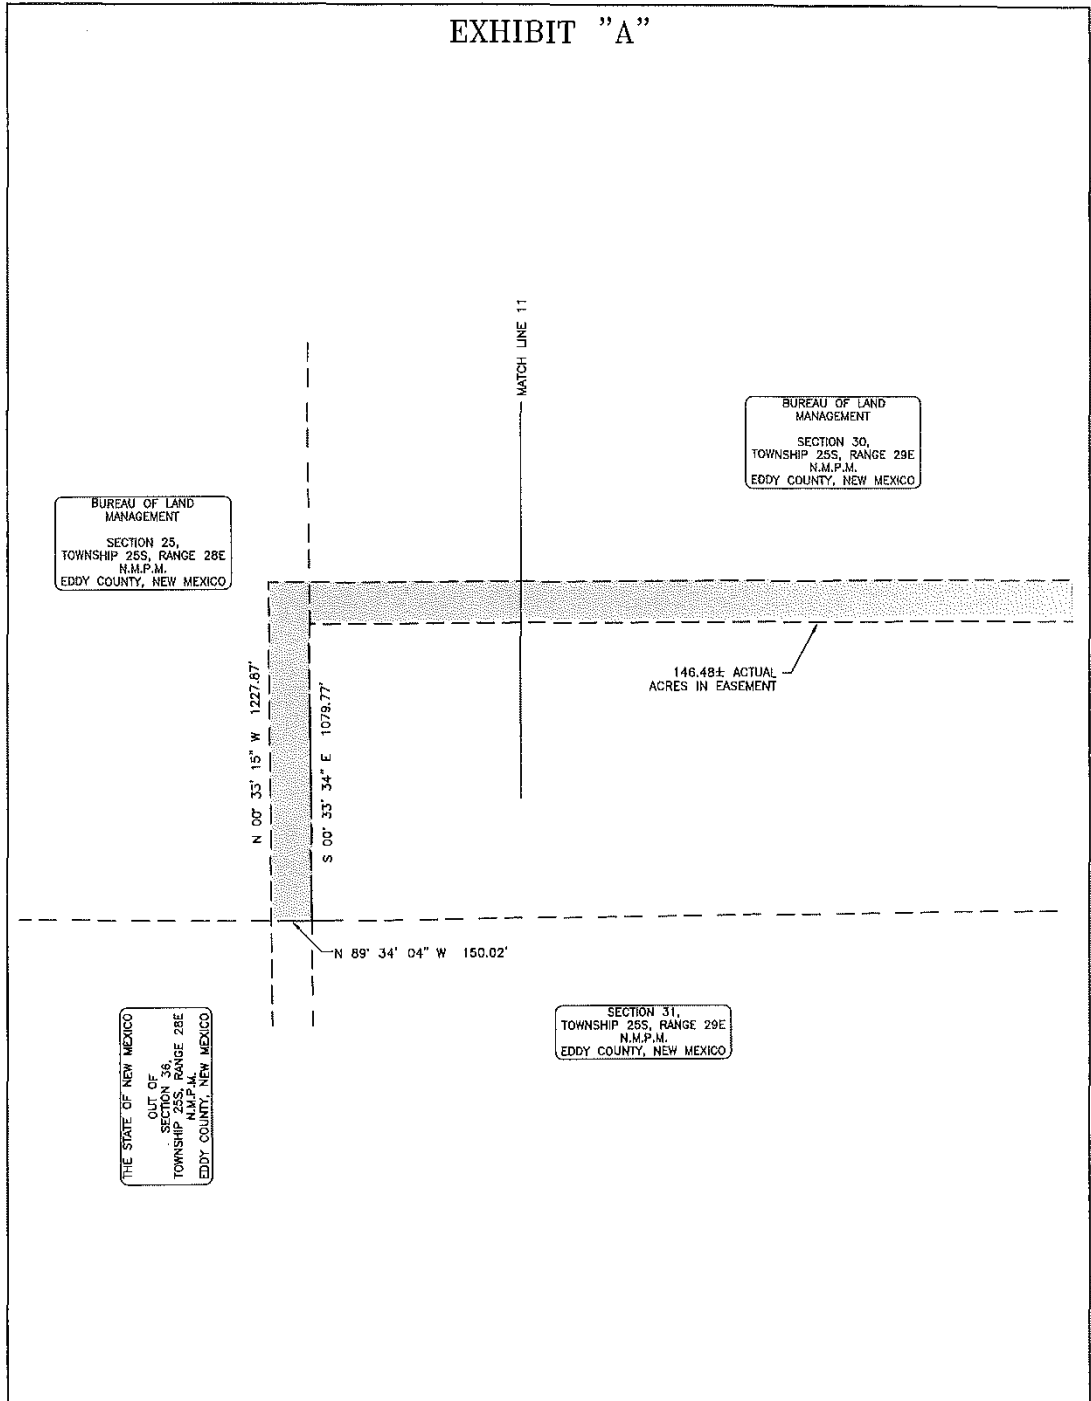 EXHIBIT "A"
MATCH LINE 11
BUREAU OF LAND
MANAGEMENT
SECTION 30,
TOWNSHIP 25S, RANGE 29E
N.M.P.M.
EDDY COUNTY, NEW MEXICO
BUREAU OF LAND
MANAGEMENT
SECTION 25,
TOWNSHIP 25S, RANGE 28E
N.M.P.M.
EDDY COUNTY, NEW MEXICO
146.48± ACTUAL
ACRES IN EASEMENT
N 00° 33' 15" W 1227.87'
S 00° 33' 34" E 1079.77'
N 89° 34' 04" W 150.02'
THE STATE OF NEW MEXICO
OUT OF
SECTION 36,
TOWNSHIP 25S, RANGE 28E
N.M.P.M.
EDDY COUNTY, NEW MEXICO
SECTION 31,
TOWNSHIP 25S, RANGE 29E
N.M.P.M.
EDDY COUNTY, NEW MEXICO